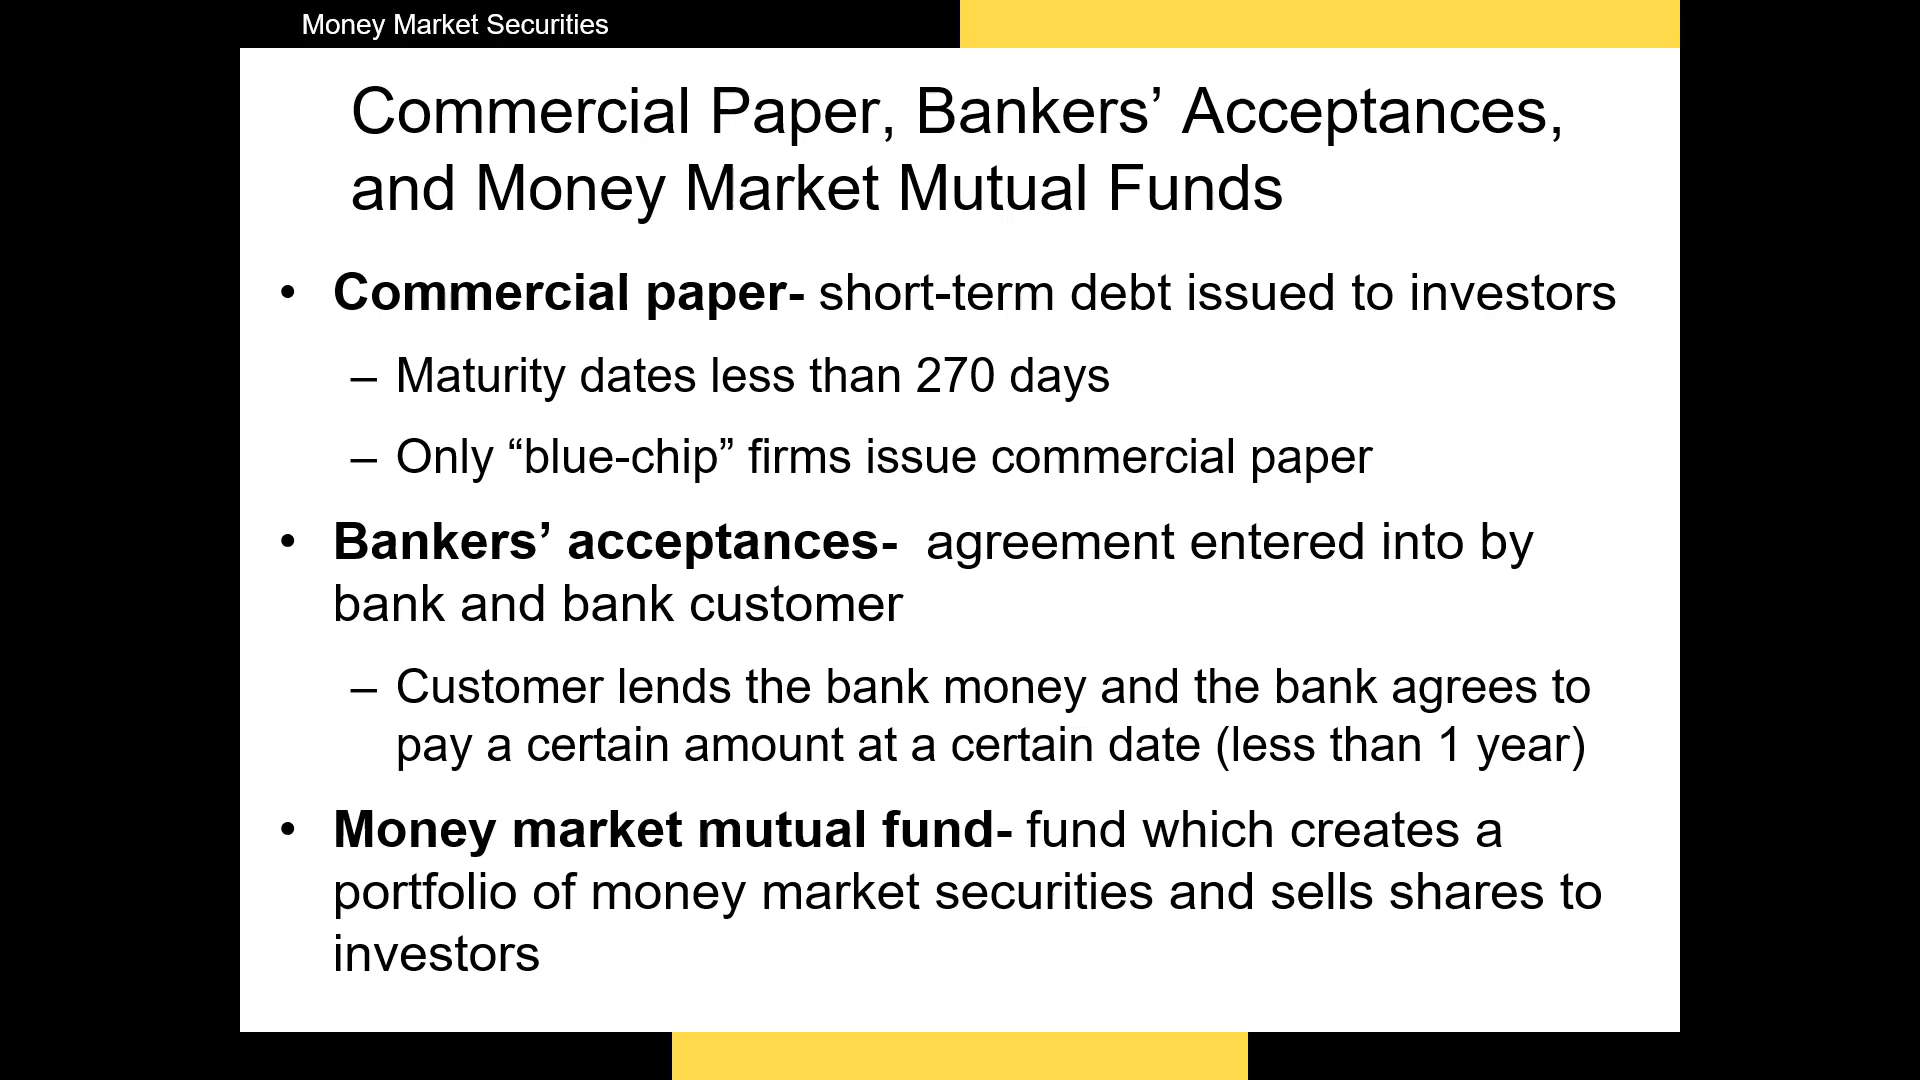 Money Market Securities
Commercial Paper, Bankers’ Acceptances,
and Money Market Mutual Funds
• Commercial paper- short-term debt issued to investors
– Maturity dates less than 270 days
– Only “blue-chip” firms issue commercial paper
• Bankers’ acceptances- agreement entered into by
bank and bank customer
– Customer lends the bank money and the bank agrees to
pay a certain amount at a certain date (less than 1 year)
• Money market mutual fund- fund which creates a
portfolio of money market securities and sells shares to
investors